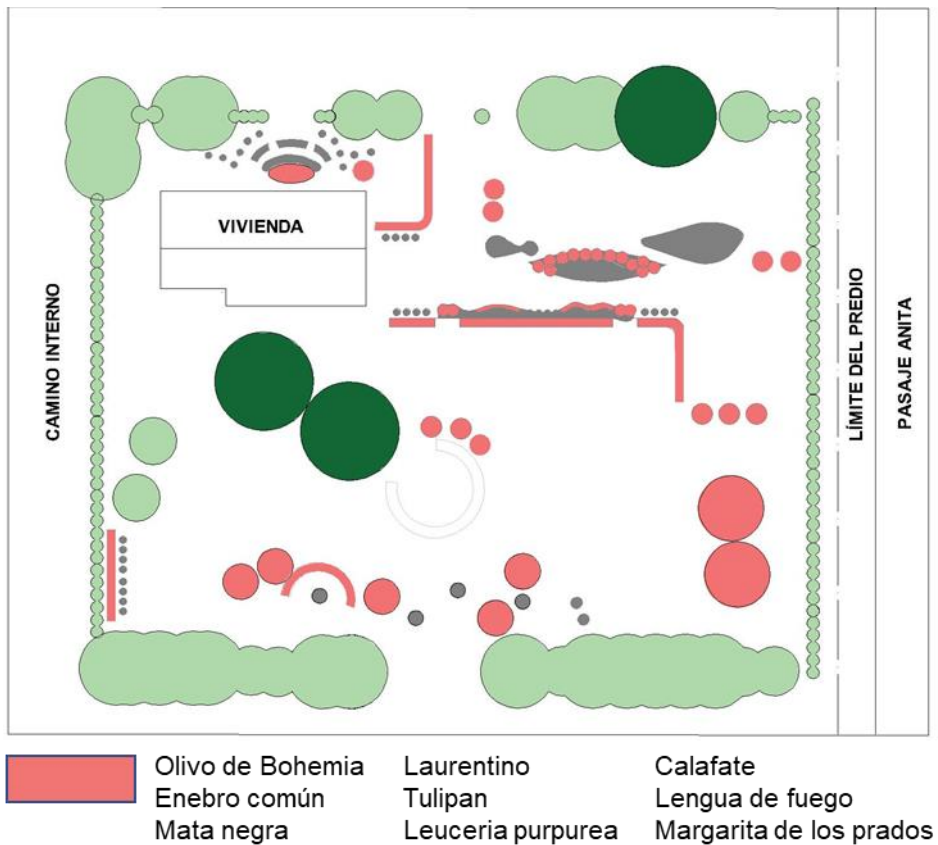 VIVIENDA
CAMINO INTERNO
LÍMITE DEL PREDIO
PASAJE ANITA
Olivo de Bohemia Laurentino Calafate
Enebro común Tulipan Lengua de fuego
Mata negra Leuceria purpurea Margarita de los prados